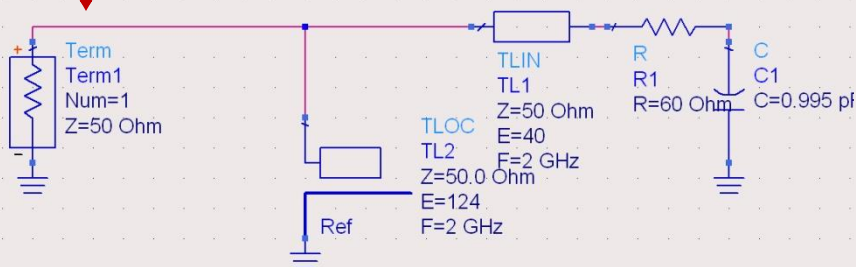 +
Term
Term1
Num=1
Z=50 Ohm
-
TLOC
TL2
Z=50.0 Ohm
E=124
F=2 GHz
Ref
TLIN
TL1
Z=50 Ohm
E=40
F=2 GHz
R
R1
R=60 Ohm
C
C1
C=0.995 pF